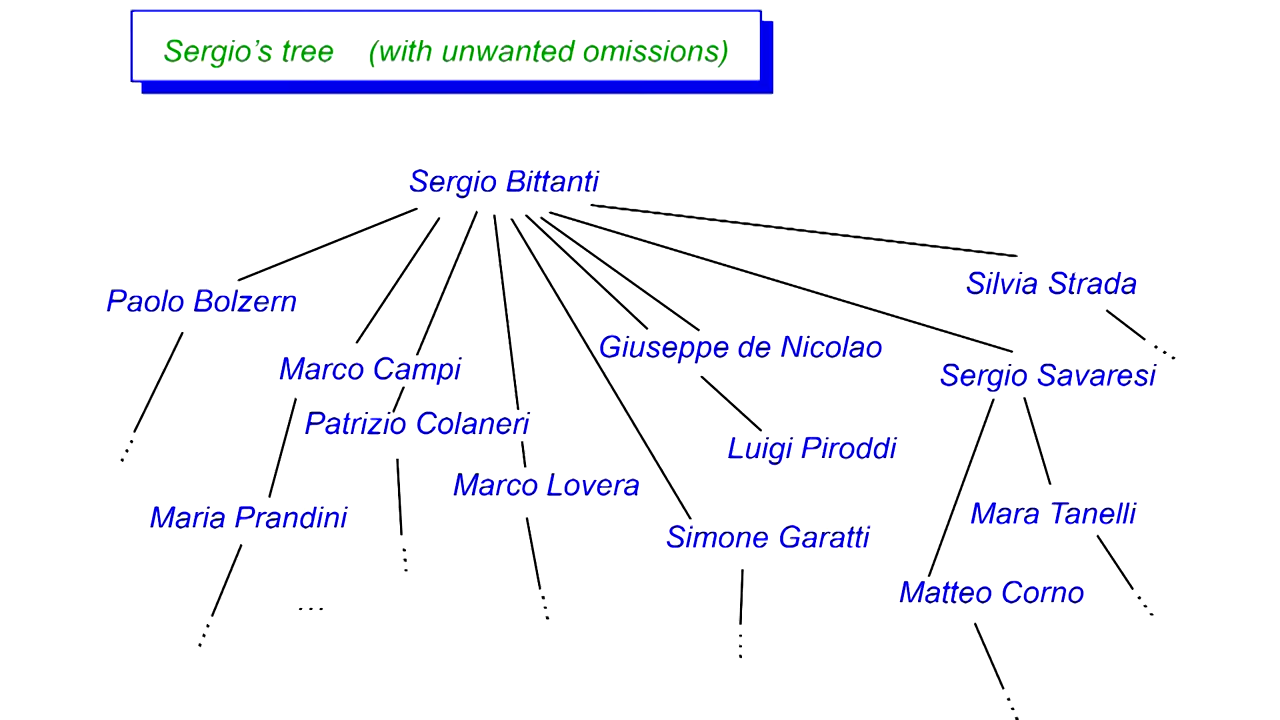 Sergio's tree (with unwanted omissions)
Sergio Bittanti
Silvia Strada
Paolo Bolzern
Giuseppe de Nicolao
Marco Campi
Sergio Savaresi
Patrizio Colaneri
Luigi Piroddi
Marco Lovera
Maria Prandini
Mara Tanelli
Simone Garatti
Matteo Corno
...